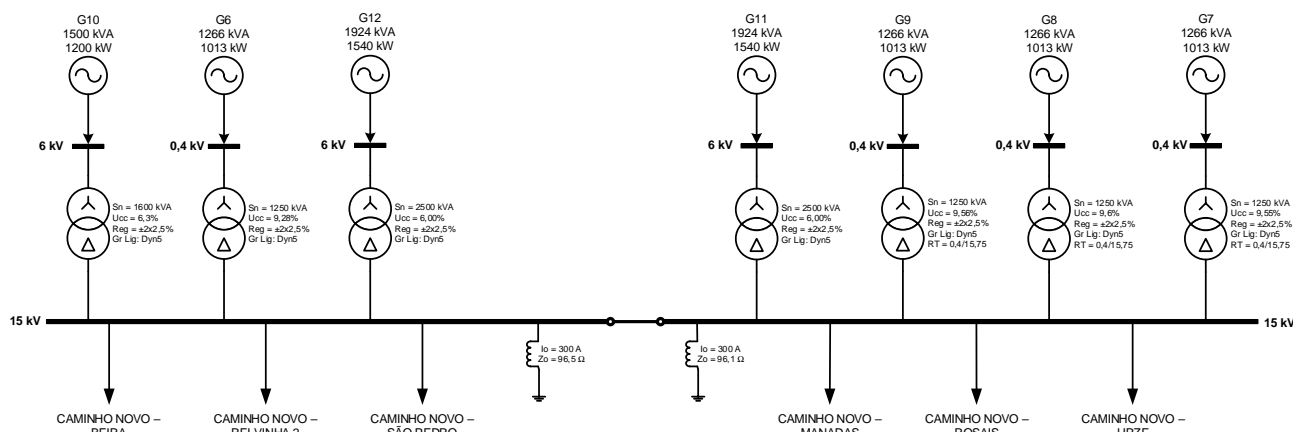 G10
1500 kVA
1200 kW
G6
1266 kVA
1013 kW
G12
1924 kVA
1540 kW
G11
1924 kVA
1540 kW
G9
1266 kVA
1013 kW
G8
1266 kVA
1013 kW
G7
1266 kVA
1013 kW
6 kV
0,4 kV
6 kV
6 kV
0,4 kV
0,4 kV
0,4 kV
Sn = 1600 kVA
Ucc = 6,3%
Reg = ±2x2,5%
Gr Lig: Dyn5
Sn = 1250 kVA
Ucc = 9,28%
Reg = ±2x2,5%
Gr Lig: Dyn5
Sn = 2500 kVA
Ucc = 6,00%
Reg = ±2x2,5%
Gr Lig: Dyn5
Sn = 2500 kVA
Ucc = 6,00%
Reg = ±2x2,5%
Gr Lig: Dyn5
Sn = 1250 kVA
Ucc = 9,56%
Reg = ±2x2,5%
Gr Lig: Dyn5
RT = 0,4/15,75
Sn = 1250 kVA
Ucc = 9,6%
Reg = ±2x2,5%
Gr Lig: Dyn5
RT = 0,4/15,75
Sn = 1250 kVA
Ucc = 9,55%
Reg = ±2x2,5%
Gr Lig: Dyn5
RT = 0,4/15,75
15 kV
15 kV
Io = 300 A
Zo = 96,5 Ω
Io = 300 A
Zo = 96,1 Ω
CAMINHO NOVO –
CAMINHO NOVO –
CAMINHO NOVO –
SÃO PEDRO
CAMINHO NOVO –
MANADAS
CAMINHO NOVO –
ROSAIS
CAMINHO NOVO –